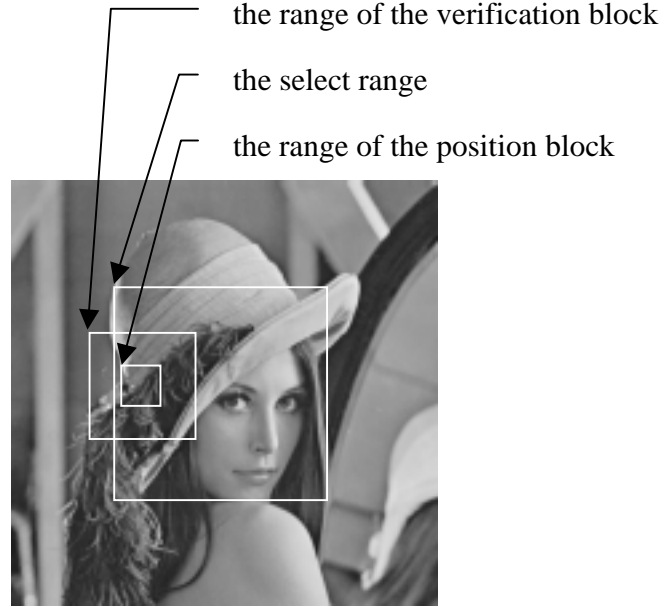 the range of the verification block
the select range
the range of the position block